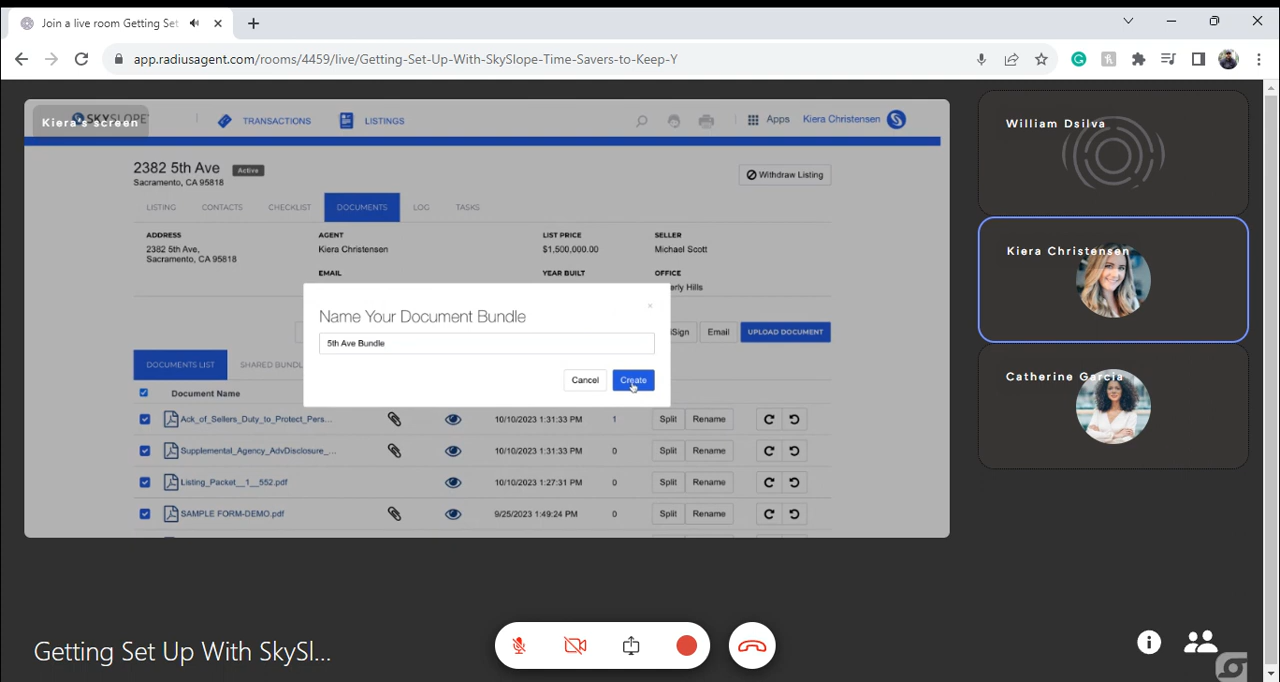 Join a live room Getting Set
app.radiusagent.com/rooms/4459/live/Getting-Set-Up-With-SkySlope-Time-Savers-to-Keep-Y
Kiera's screen
SKYSLOPE
TRANSACTIONS
LISTINGS
Apps
Kiera Christensen
2382 5th Ave Active
Sacramento, CA 95818
Withdraw Listing
LISTING CONTACTS CHECKLIST DOCUMENTS LOG TASKS
ADDRESS AGENT LIST PRICE SELLER
2382 5th Ave, Kiera Christensen $1,500,000.00 Michael Scott
Sacramento, CA 95818
EMAIL YEAR BUILT OFFICE
erly Hills
Name Your Document Bundle
5th Ave Bundle
Cancel Create
iSign Email UPLOAD DOCUMENT
DOCUMENTS LIST SHARED BUNDL
Document Name
Ack_of_Sellers_Duty_to_Protect_Pers... 10/10/2023 1:31:33 PM 1 Split Rename
Supplemental_Agency_AdvDisclosure_... 10/10/2023 1:31:33 PM 0 Split Rename
Listing_Packet__1__552.pdf 10/10/2023 1:27:31 PM 0 Split Rename
SAMPLE FORM-DEMO.pdf 9/25/2023 1:49:24 PM 0 Split Rename
William Dsilva
Kiera Christensen
Catherine Garcia
Getting Set Up With SkySl...